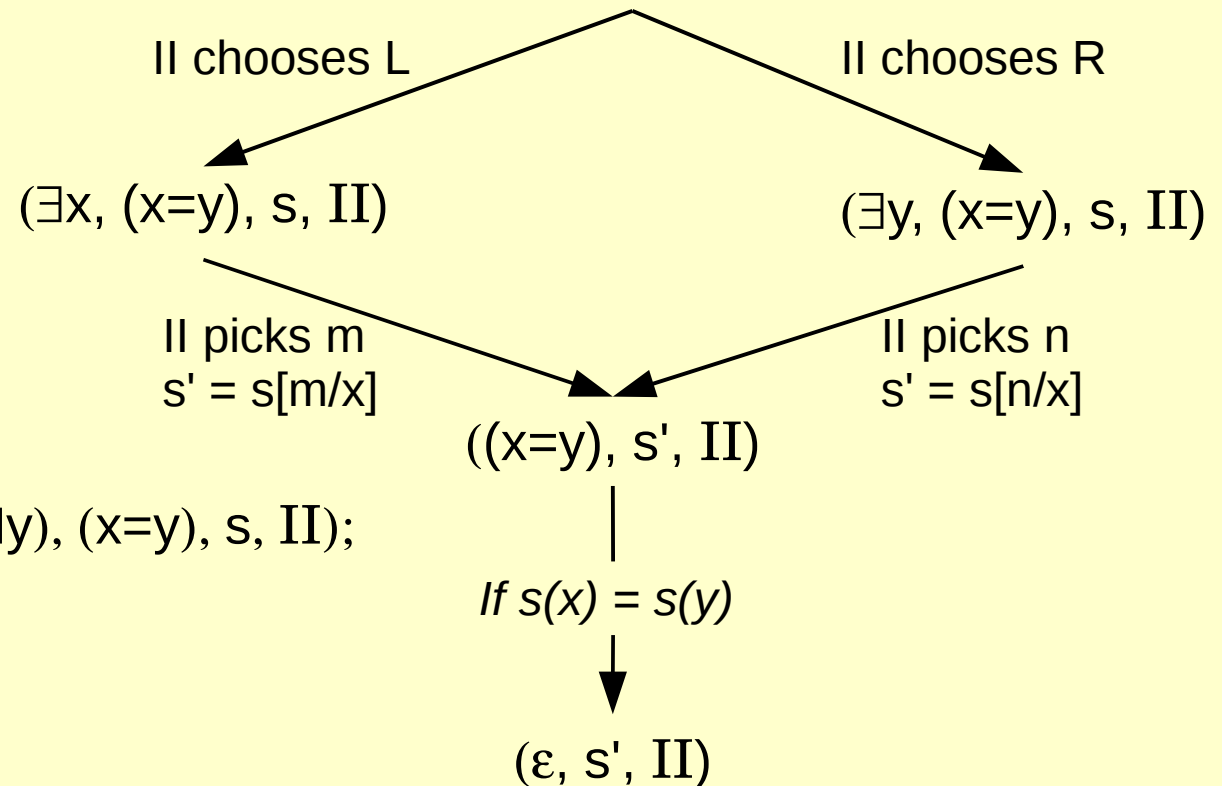 II chooses L
II chooses R
(∃x, (x=y), s, II)
(∃y, (x=y), s, II)
II picks m
s' = s[m/x]
II picks n
s' = s[n/x]
((x=y), s', II)
y), (x=y), s, II);
If s(x) = s(y)
(ε, s', II)